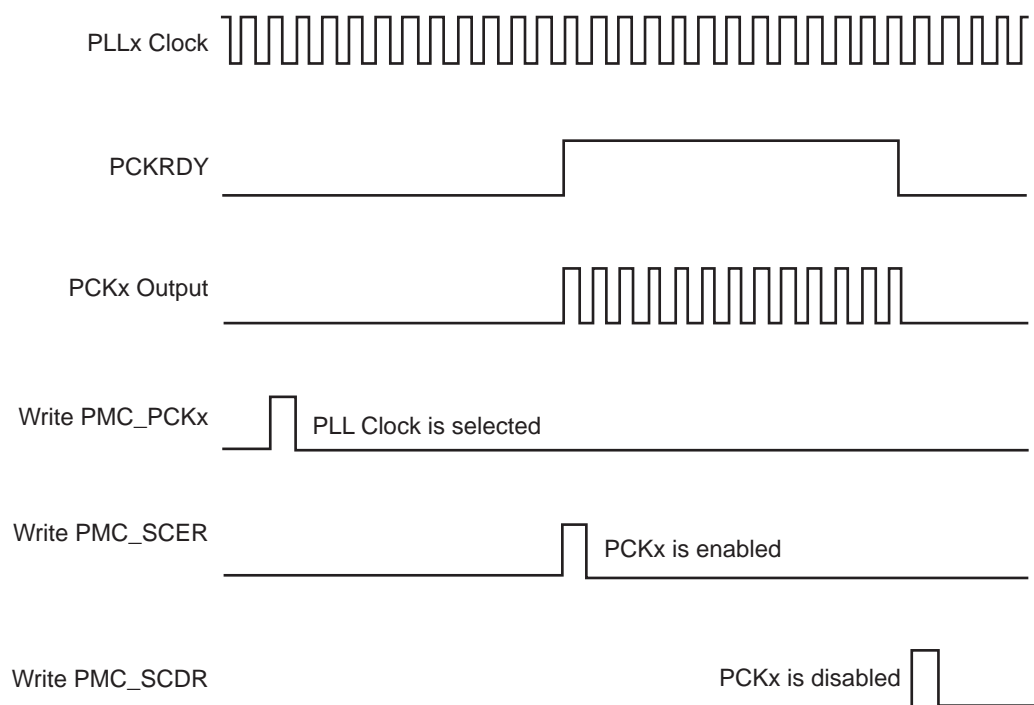 PLLx Clock
PCKRDY
PCKx Output
Write PMC_PCKx
PLL Clock is selected
Write PMC_SCER
PCKx is enabled
Write PMC_SCDR
PCKx is disabled